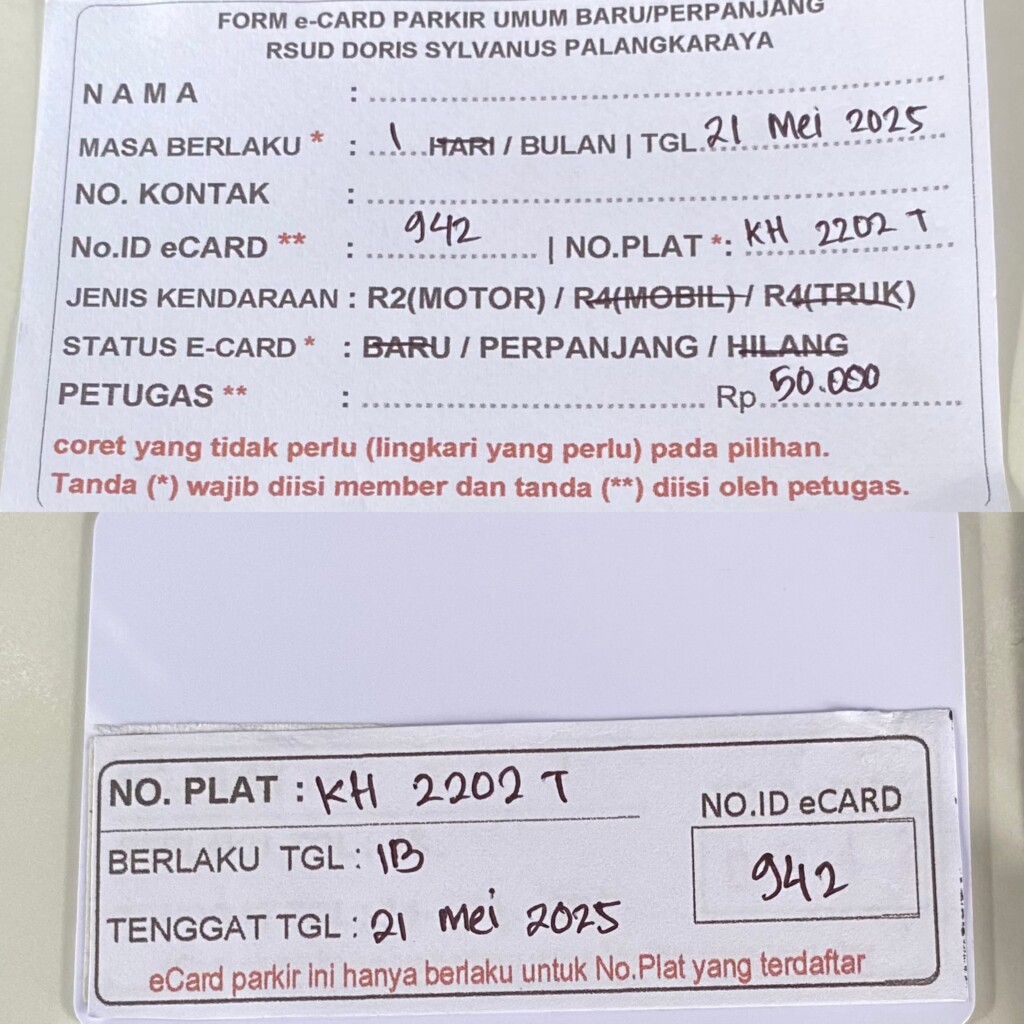 FORM e-CARD PARKIR UMUM BARU/PERPANJANG
RSUD DORIS SYLVANUS PALANGKARAYA
N A M A :
MASA BERLAKU * : 1 HARI / BULAN | TGL. 21 Mei 2025
NO. KONTAK :
No.ID eCARD ** : 942 | NO.PLAT *: KH 2202 T
JENIS KENDARAAN : R2(MOTOR) / R4(MOBIL) / R4(TRUK)
STATUS E-CARD * : BARU / PERPANJANG / HILANG
PETUGAS ** : Rp. 50.000
coret yang tidak perlu (lingkari yang perlu) pada pilihan.
Tanda (*) wajib diisi member dan tanda (**) diisi oleh petugas.
NO. PLAT : KH 2202 T
NO.ID eCARD
BERLAKU TGL : 1B
942
TENGGAT TGL : 21 Mei 2025
eCard parkir ini hanya berlaku untuk No.Plat yang terdaftar